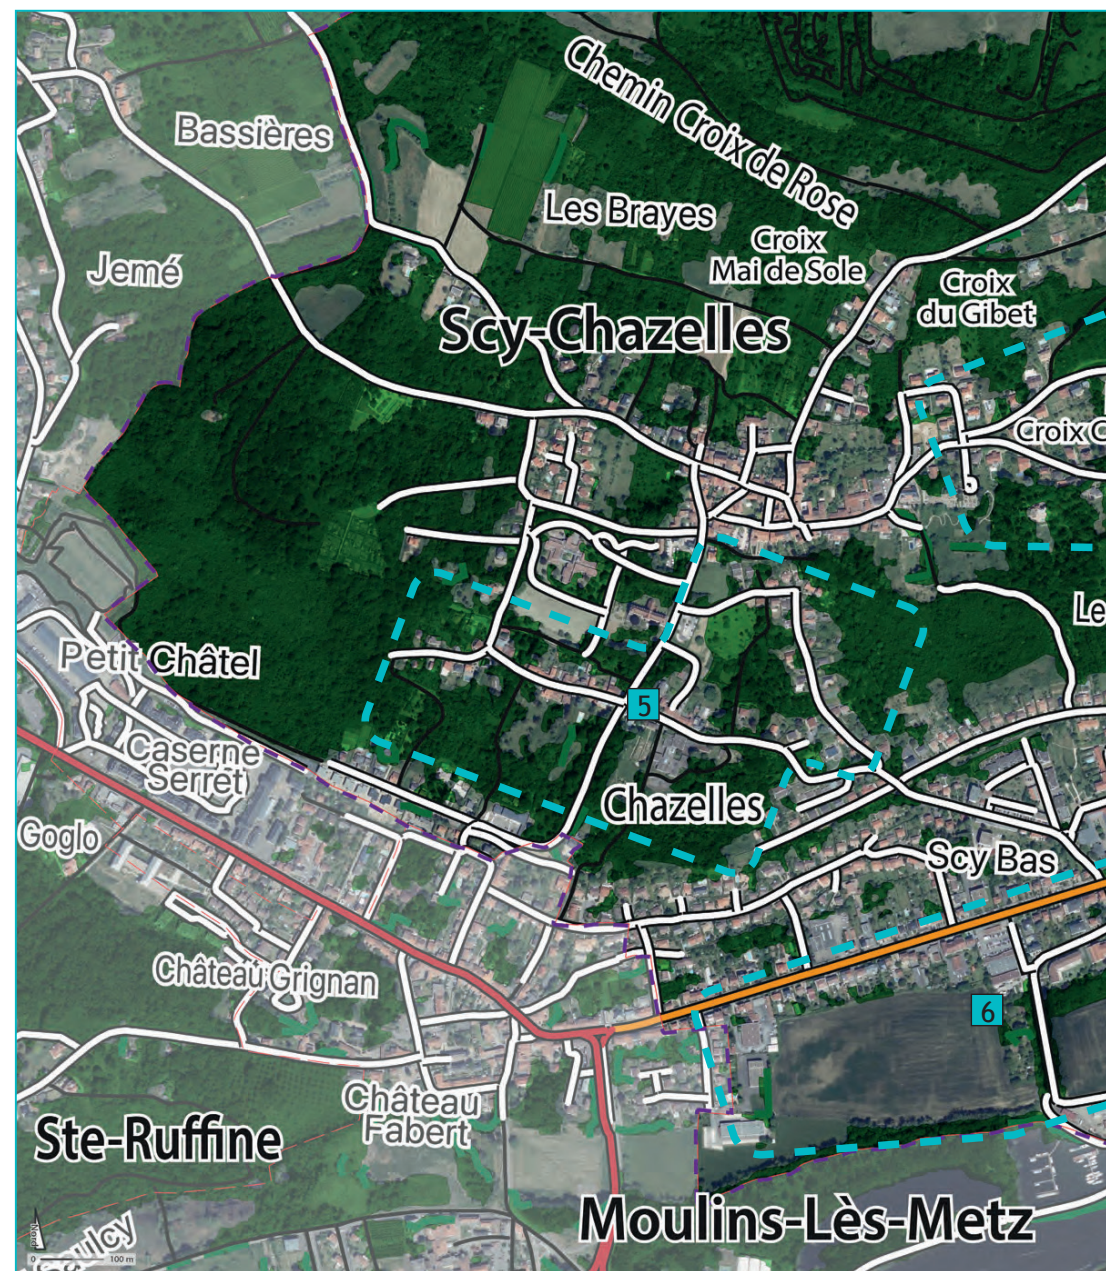 Chemin Croix de Rose
Bassières
Les Brayes
Croix
Mai de Sole
Jemé
Croix
du Gibet
Scy-Chazelles
Croix C
Le
Petit Châtel
5
Caserne
Serret
Chazelles
Goglo
Scy Bas
Château Grignan
6
Château
Fabert
Ste-Ruffine
Moulins-Lès-Metz
Nord
0 100 m